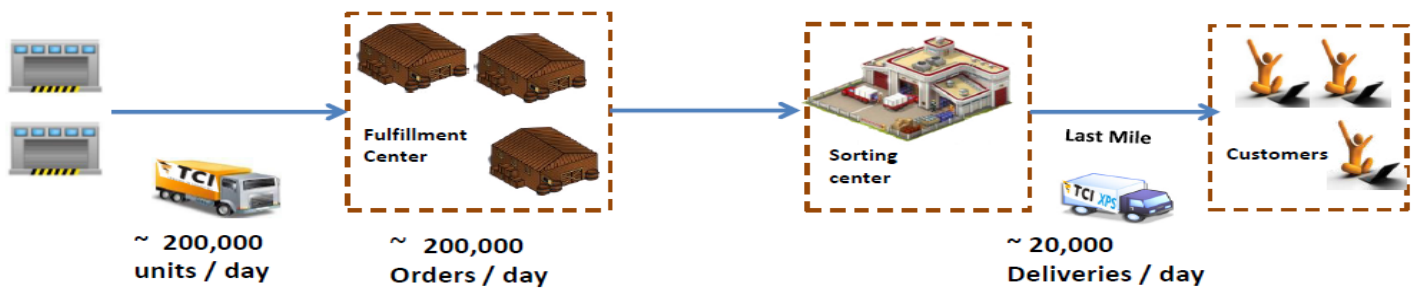 Fulfillment
Center
Sorting
center
Last Mile
Customers
TCI
TCI XPS
~ 200,000
units / day
~ 200,000
Orders / day
~ 20,000
Deliveries / day